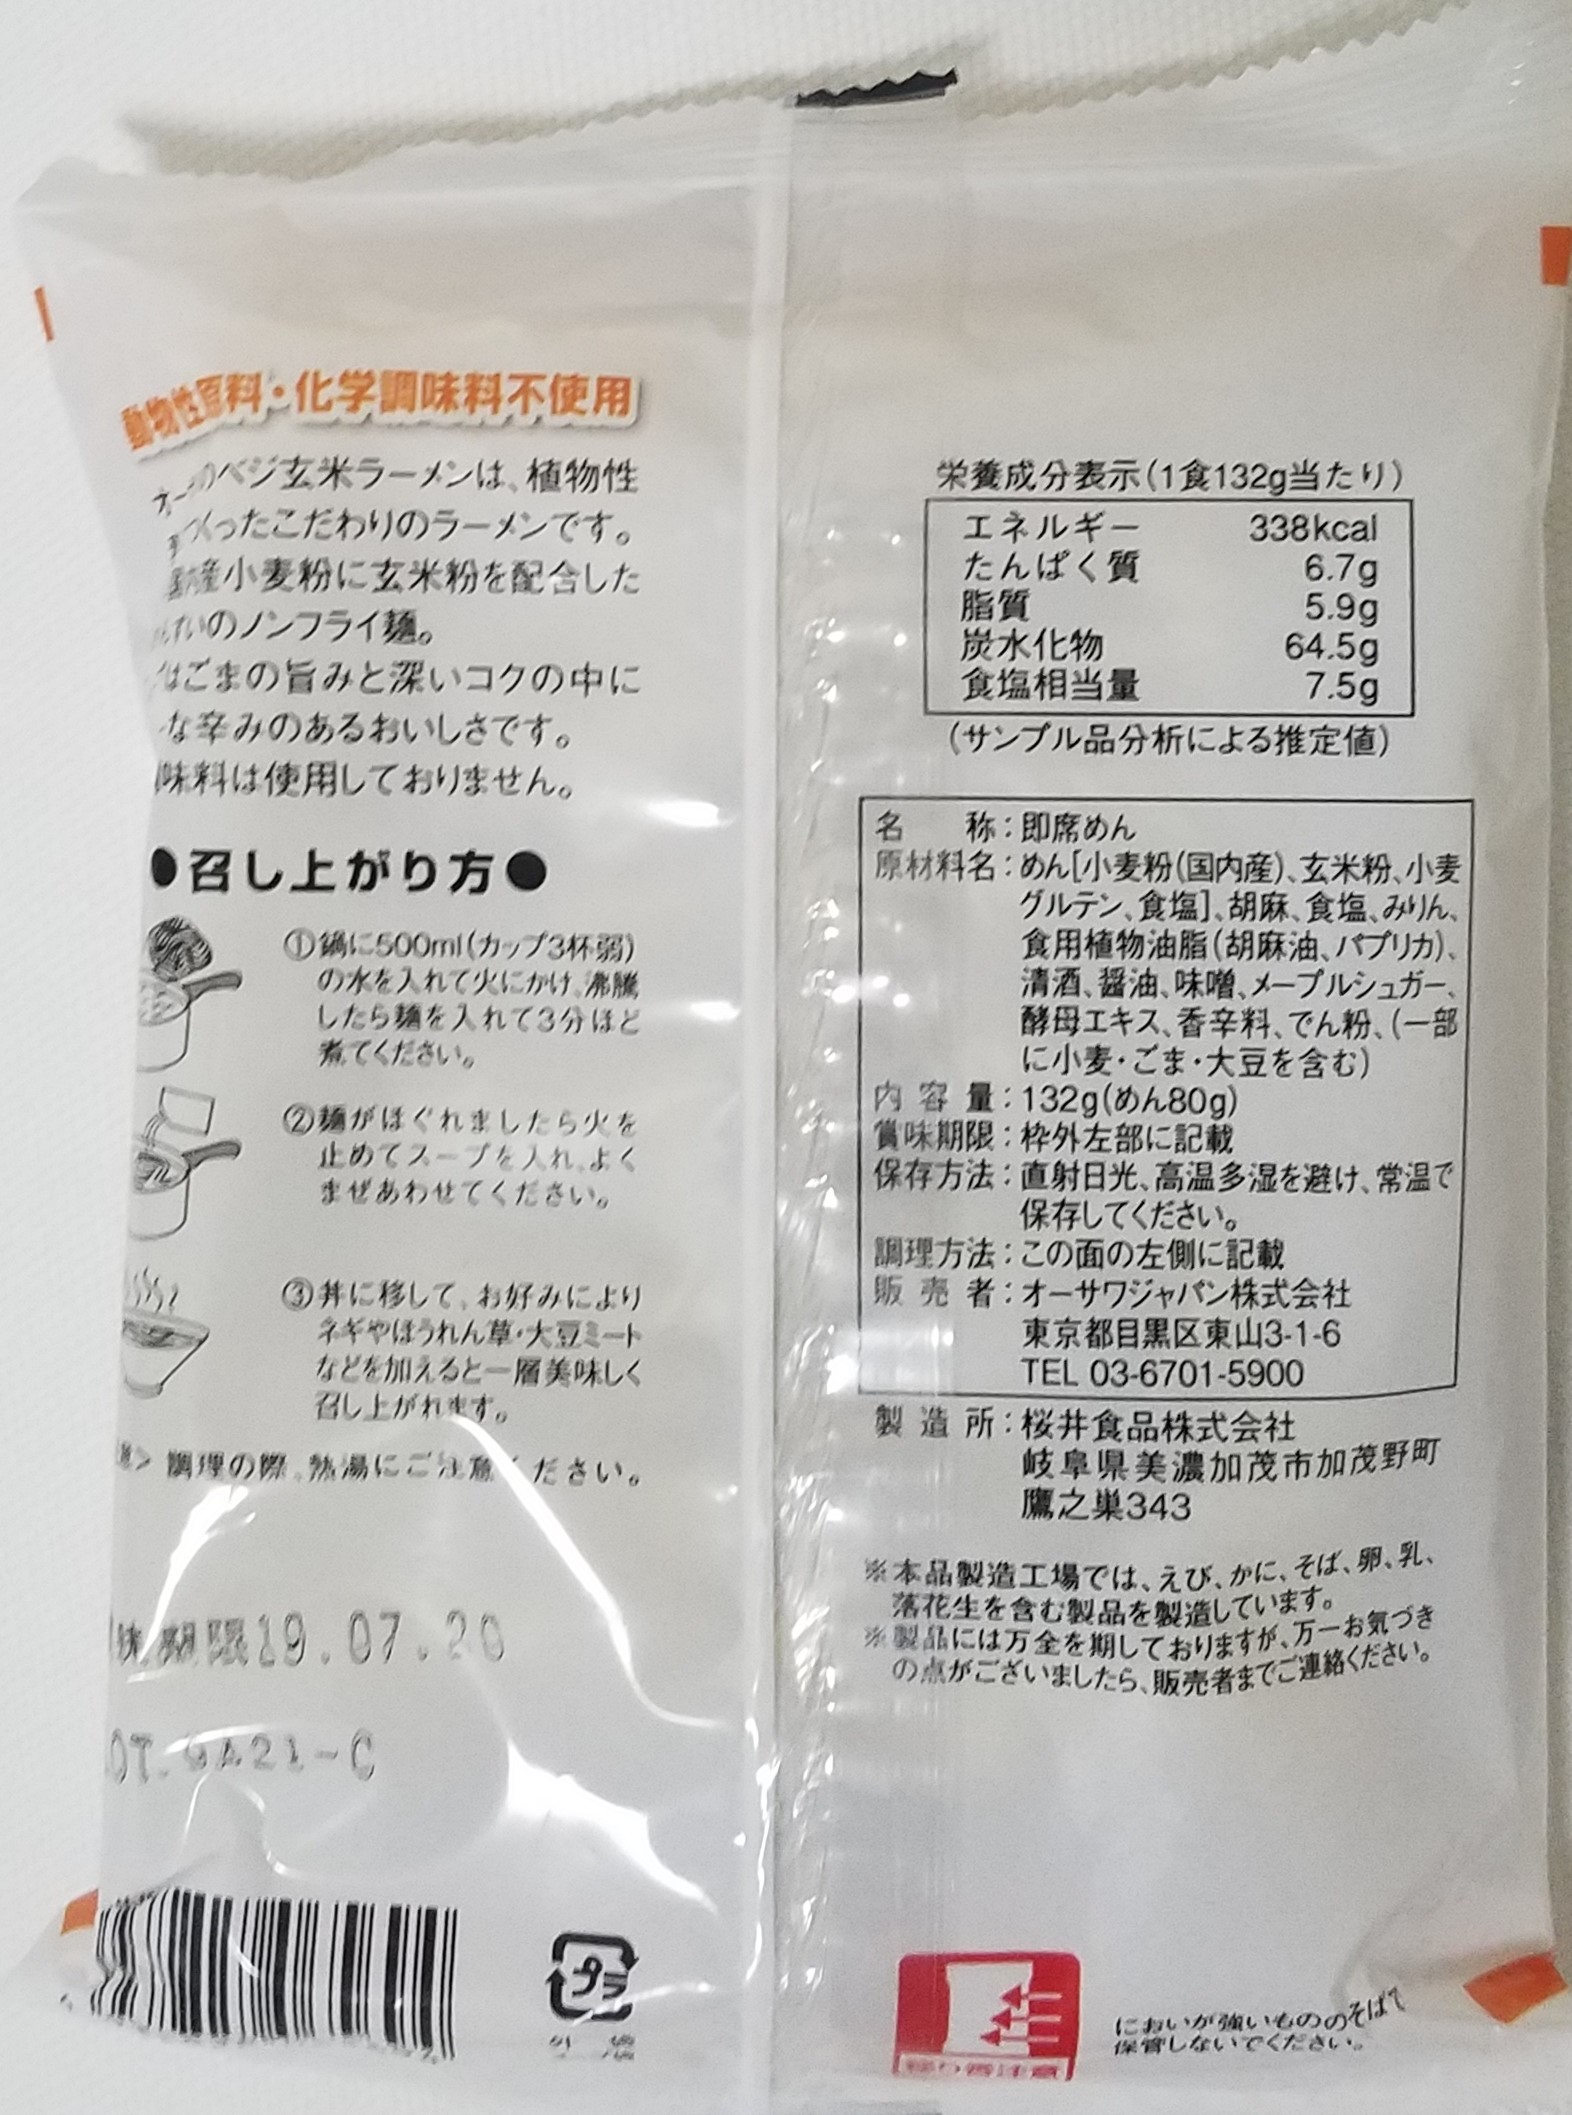 動物性原料・化学調味料不使用
のベジ玄米ラーメンは、植物性
ったこだわりのラーメンです。
国産小麦粉に玄米粉を配合した
のノンフライ麺。
はごまの旨みと深いコクの中に
な辛みのあるおいしさです。
味料は使用しておりません。
●召し上がり方●
①鍋に500ml(カップ3杯弱)
の水を入れて火にかけ、沸騰
したら麺を入れて3分ほど
煮てください。
②麺がほぐれましたら火を
止めてスープを入れ、よく
まぜあわせてください。
③丼に移して、お好みにより
ネギやほうれん草・大豆ミート
などを加えると一層美味しく
召し上がれます。
調理の際、熱湯にご注意ください。
味期限19.07.20
OT.9A21-C
プラ
栄養成分表示(1食132g当たり)
エネルギー 338kcal
たんぱく質 6.7g
脂質 5.9g
炭水化物 64.5g
食塩相当量 7.5g
(サンプル品分析による推定値)
名称:即席めん
原材料名:めん[小麦粉(国内産)、玄米粉、小麦
グルテン、食塩]、胡麻、食塩、みりん、
食用植物油脂(胡麻油、パプリカ)、
清酒、醤油、味噌、メープルシュガー、
酵母エキス、香辛料、でん粉、(一部
に小麦・ごま・大豆を含む)
内容量:132g(めん80g)
賞味期限:枠外左部に記載
保存方法:直射日光、高温多湿を避け、常温で
保存してください。
調理方法:この面の左側に記載
販売者:オーサワジャパン株式会社
東京都目黒区東山3-1-6
TEL 03-6701-5900
製造所:桜井食品株式会社
岐阜県美濃加茂市加茂野町
鷹之巣343
※本品製造工場では、えび、かに、そば、卵、乳、
落花生を含む製品を製造しています。
※製品には万全を期しておりますが、万一お気づき
の点がございましたら、販売者までご連絡ください。
移り香注意
においが強いもののそばで
保管しないでください。